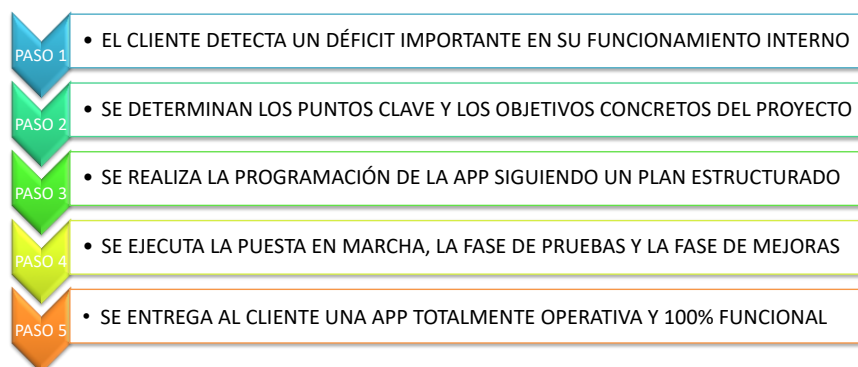 PASO 1
• EL CLIENTE DETECTA UN DÉFICIT IMPORTANTE EN SU FUNCIONAMIENTO INTERNO
PASO 2
• SE DETERMINAN LOS PUNTOS CLAVE Y LOS OBJETIVOS CONCRETOS DEL PROYECTO
PASO 3
• SE REALIZA LA PROGRAMACIÓN DE LA APP SIGUIENDO UN PLAN ESTRUCTURADO
PASO 4
• SE EJECUTA LA PUESTA EN MARCHA, LA FASE DE PRUEBAS Y LA FASE DE MEJORAS
PASO 5
• SE ENTREGA AL CLIENTE UNA APP TOTALMENTE OPERATIVA Y 100% FUNCIONAL